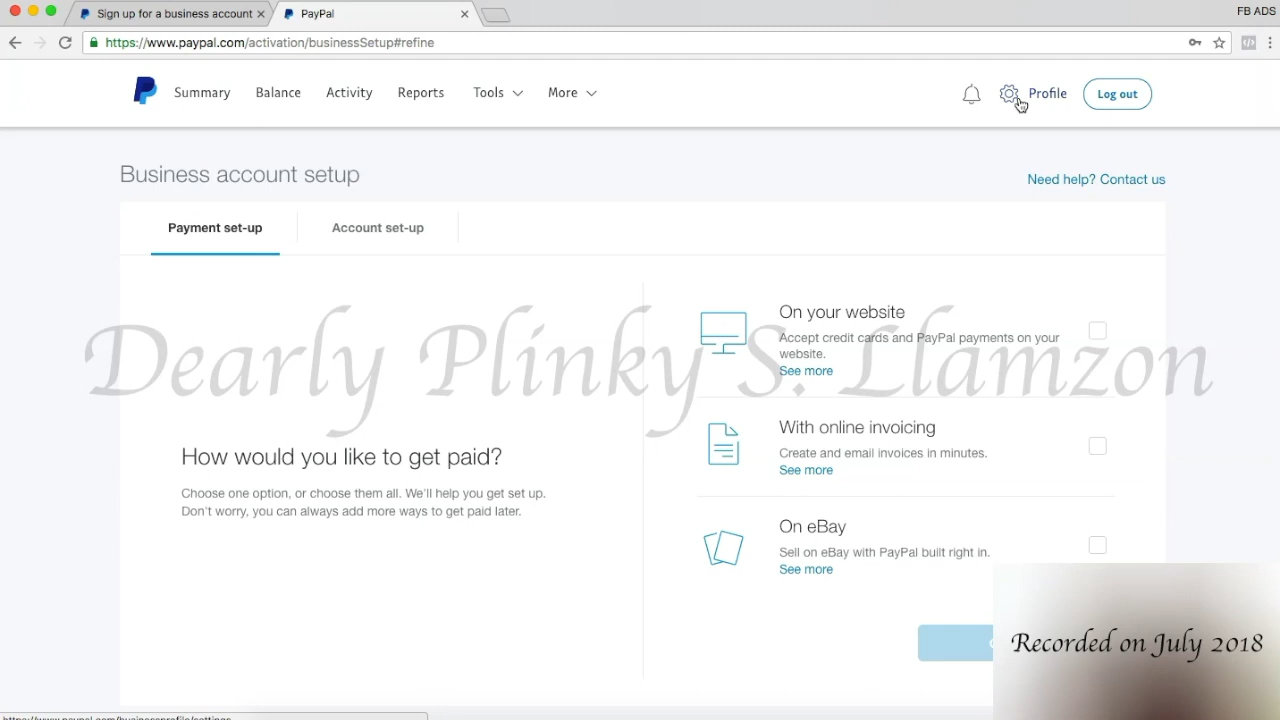 Sign up for a business account
PayPal
FB ADS
https://www.paypal.com/activation/businessSetup#refine
Summary
Balance
Activity
Reports
Tools
More
Profile
Log out
Business account setup
Need help? Contact us
Payment set-up
Account set-up
On your website
Accept credit cards and PayPal payments on your
website.
See more
Dearly Plinky S. Llamzon
With online invoicing
Create and email invoices in minutes.
See more
How would you like to get paid?
Choose one option, or choose them all. We'll help you get set up.
Don't worry, you can always add more ways to get paid later.
On eBay
Sell on eBay with PayPal built right in.
See more
Recorded on July 2018
https://www.paypal.com/businessprofile/settings